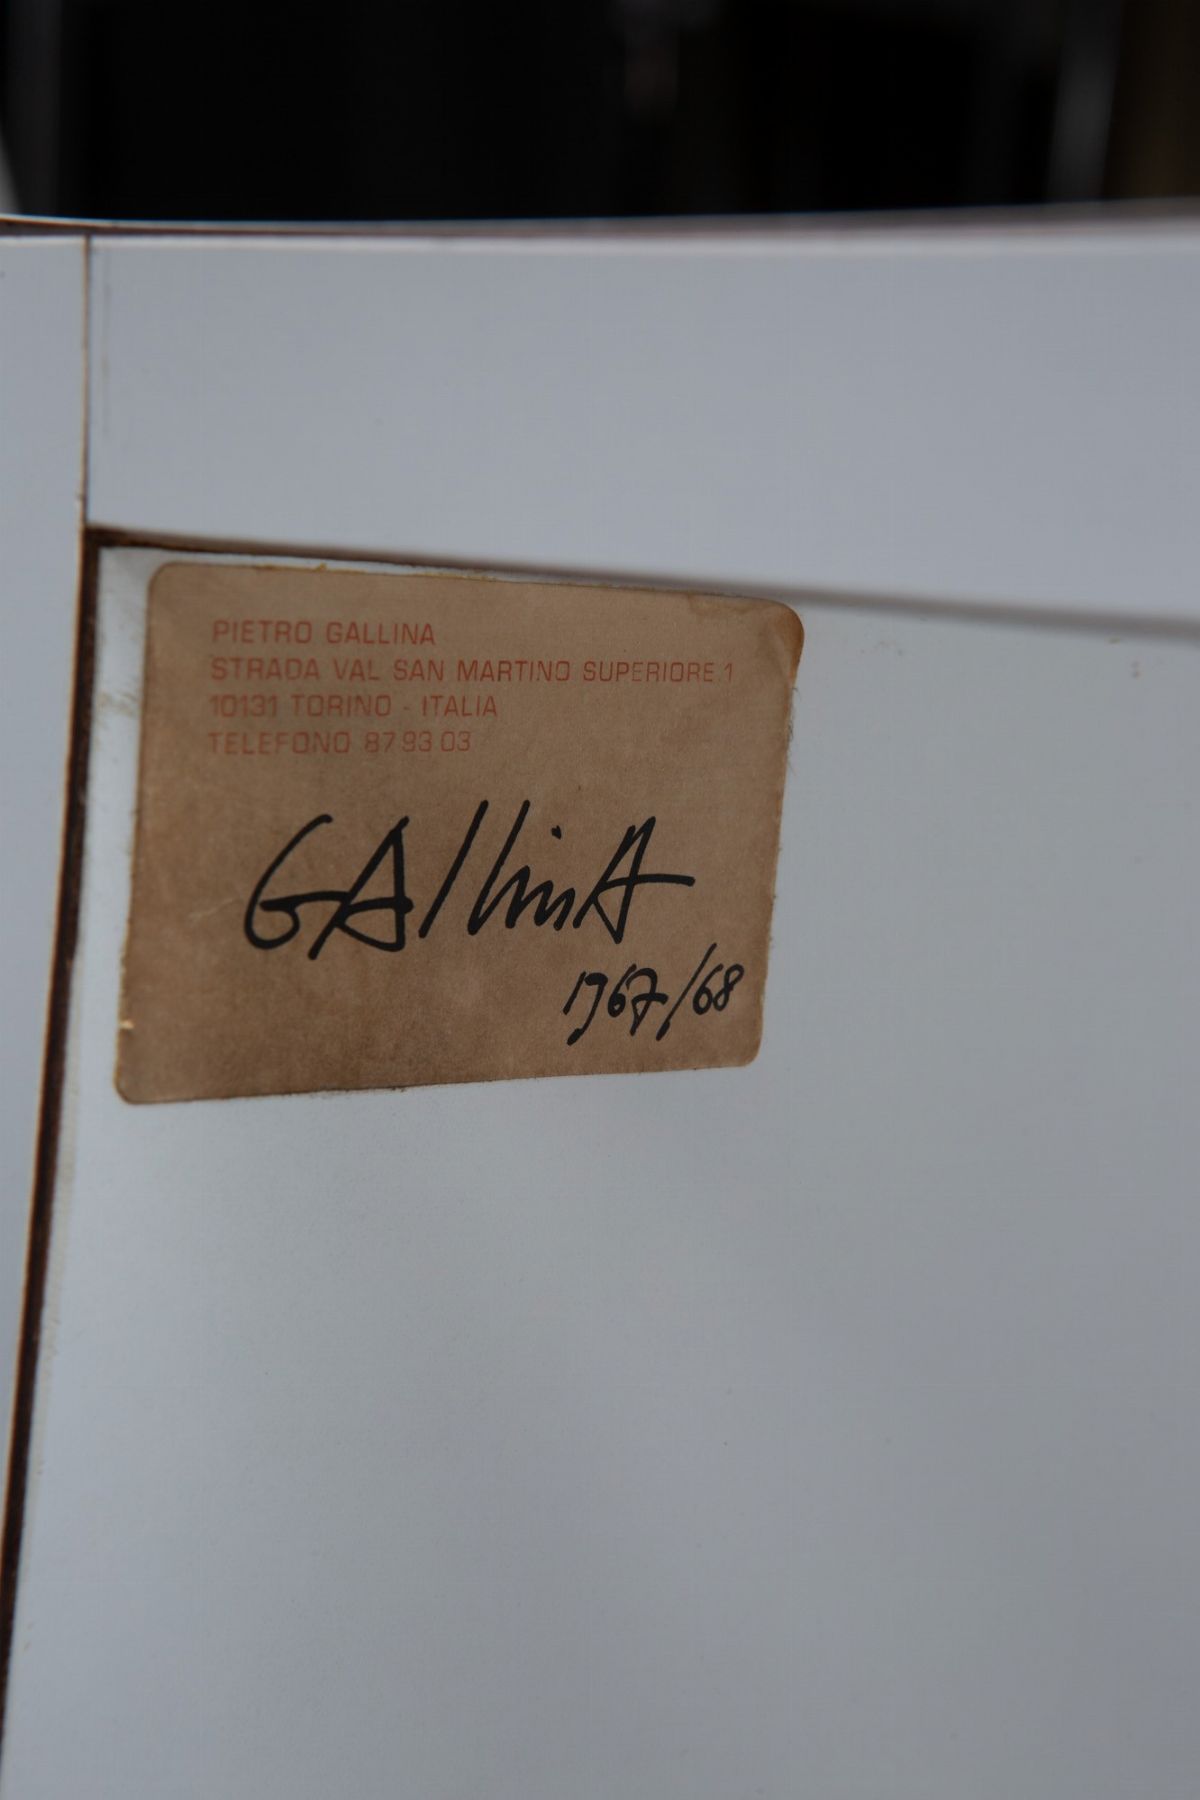 PIETRO GALLINA
STRADA VAL SAN MARTINO SUPERIORE 1
10131 TORINO - ITALIA
TELEFONO 87 93 03
GAllinA
1967/68